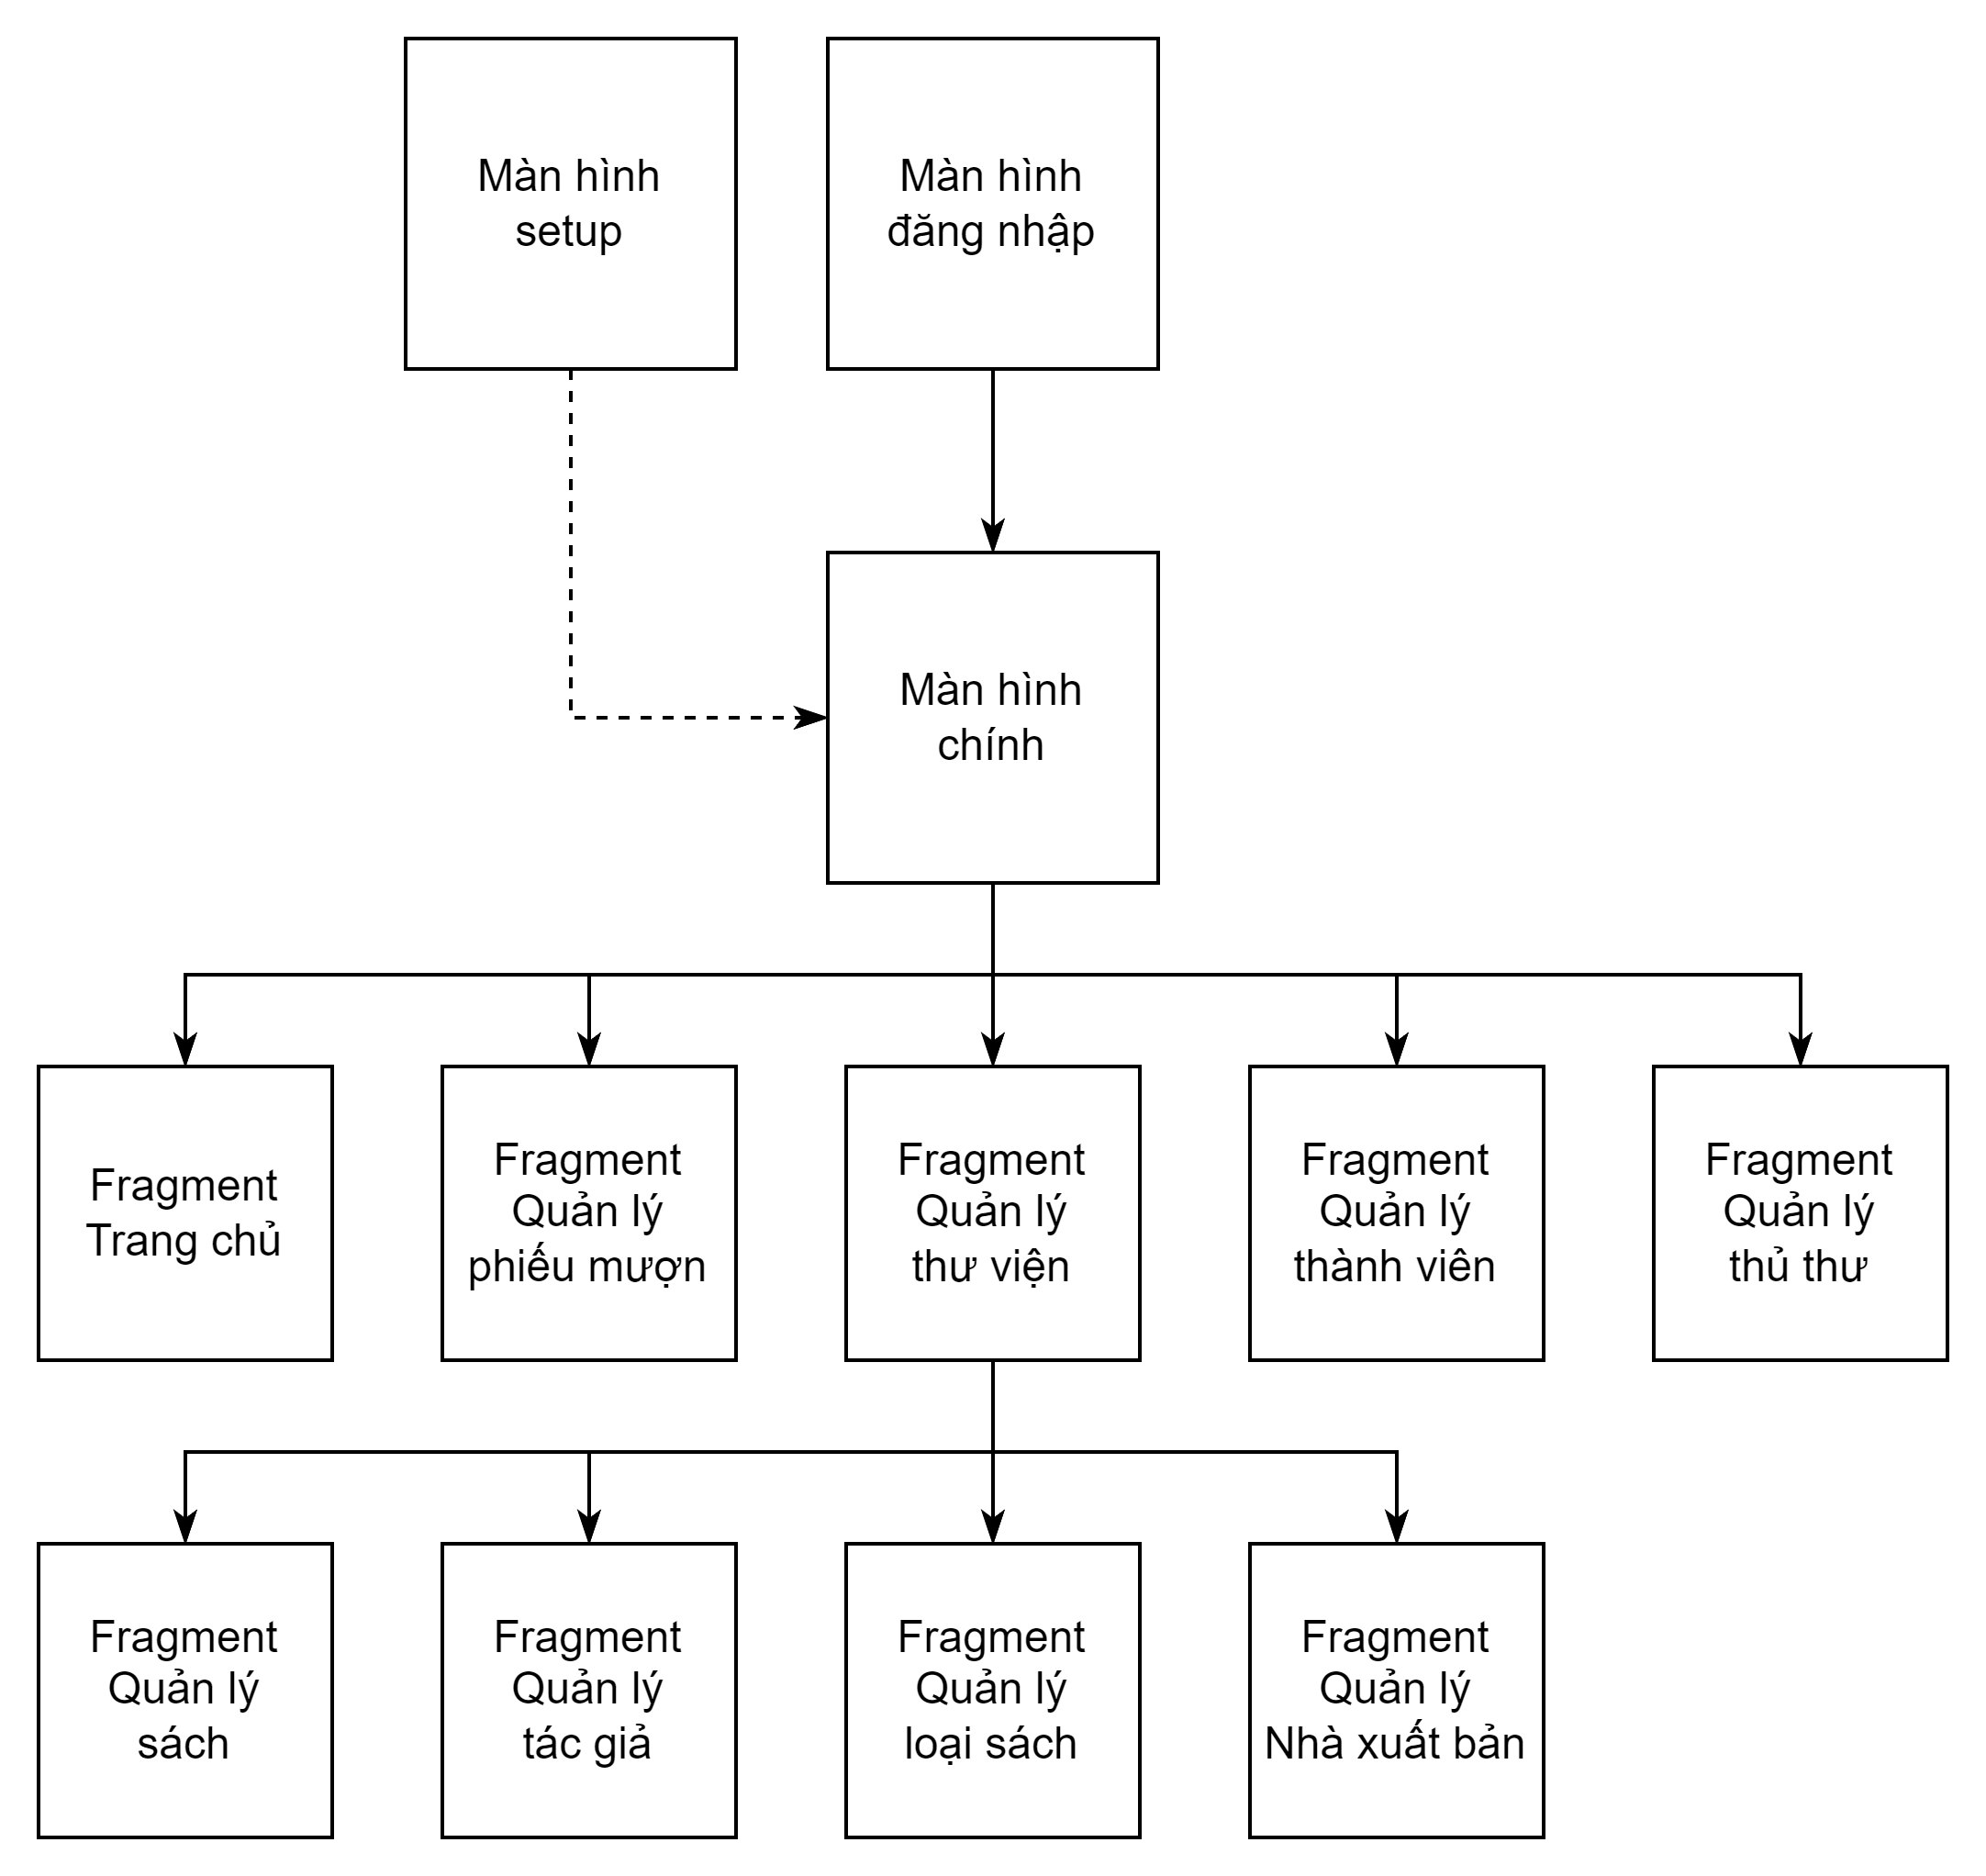 Màn hình
setup
Màn hình
đăng nhập
Màn hình
chính
Fragment
Trang chủ
Fragment
Quản lý
phiếu mượn
Fragment
Quản lý
thư viện
Fragment
Quản lý
thành viên
Fragment
Quản lý
thủ thư
Fragment
Quản lý
sách
Fragment
Quản lý
tác giả
Fragment
Quản lý
loại sách
Fragment
Quản lý
Nhà xuất bản